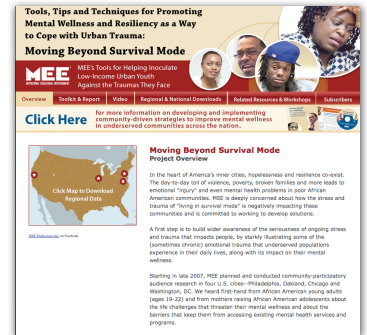 Tools, Tips and Techniques for Promoting
Mental Wellness and Resiliency as a Way
to Cope with Urban Trauma:
Moving Beyond Survival Mode
MEE
MEE's Tools for Helping Inoculate
Low-Income Urban Youth
Against the Traumas They Face
Overview Toolkit & Report Video Regional & National Downloads Related Resources & Workshops Subscribers
Click Here
for more information on developing and implementing
community-driven strategies to improve mental wellness
in underserved communities across the nation.
Click Map to Download
Regional Data
MEE Productions Inc. on Facebook
Moving Beyond Survival Mode
Project Overview
In the heart of America's inner cities, hopelessness and resilience co-exist.
The day-to-day toil of violence, poverty, broken families and more leads to
emotional "injury" and even mental health problems in poor African
American communities. MEE is deeply concerned about how the stress and
trauma of "living in survival mode" is negatively impacting these
communities and is committed to working to develop solutions.
A first step is to build wider awareness of the seriousness of ongoing stress
and trauma that impacts people, by starkly illustrating some of the
(sometimes chronic) emotional trauma that underserved populations
experience in their daily lives, along with its impact on their mental
wellness.
Starting in late 2007, MEE planned and conducted community-participatory
audience research in four U.S. cities—Philadelphia, Oakland, Chicago and
Washington, DC. We heard first-hand from African American young adults
(ages 19-22) and from mothers raising African American adolescents about
the life challenges that threaten their mental wellness and about the
barriers that keep them from accessing existing mental health services and
programs.